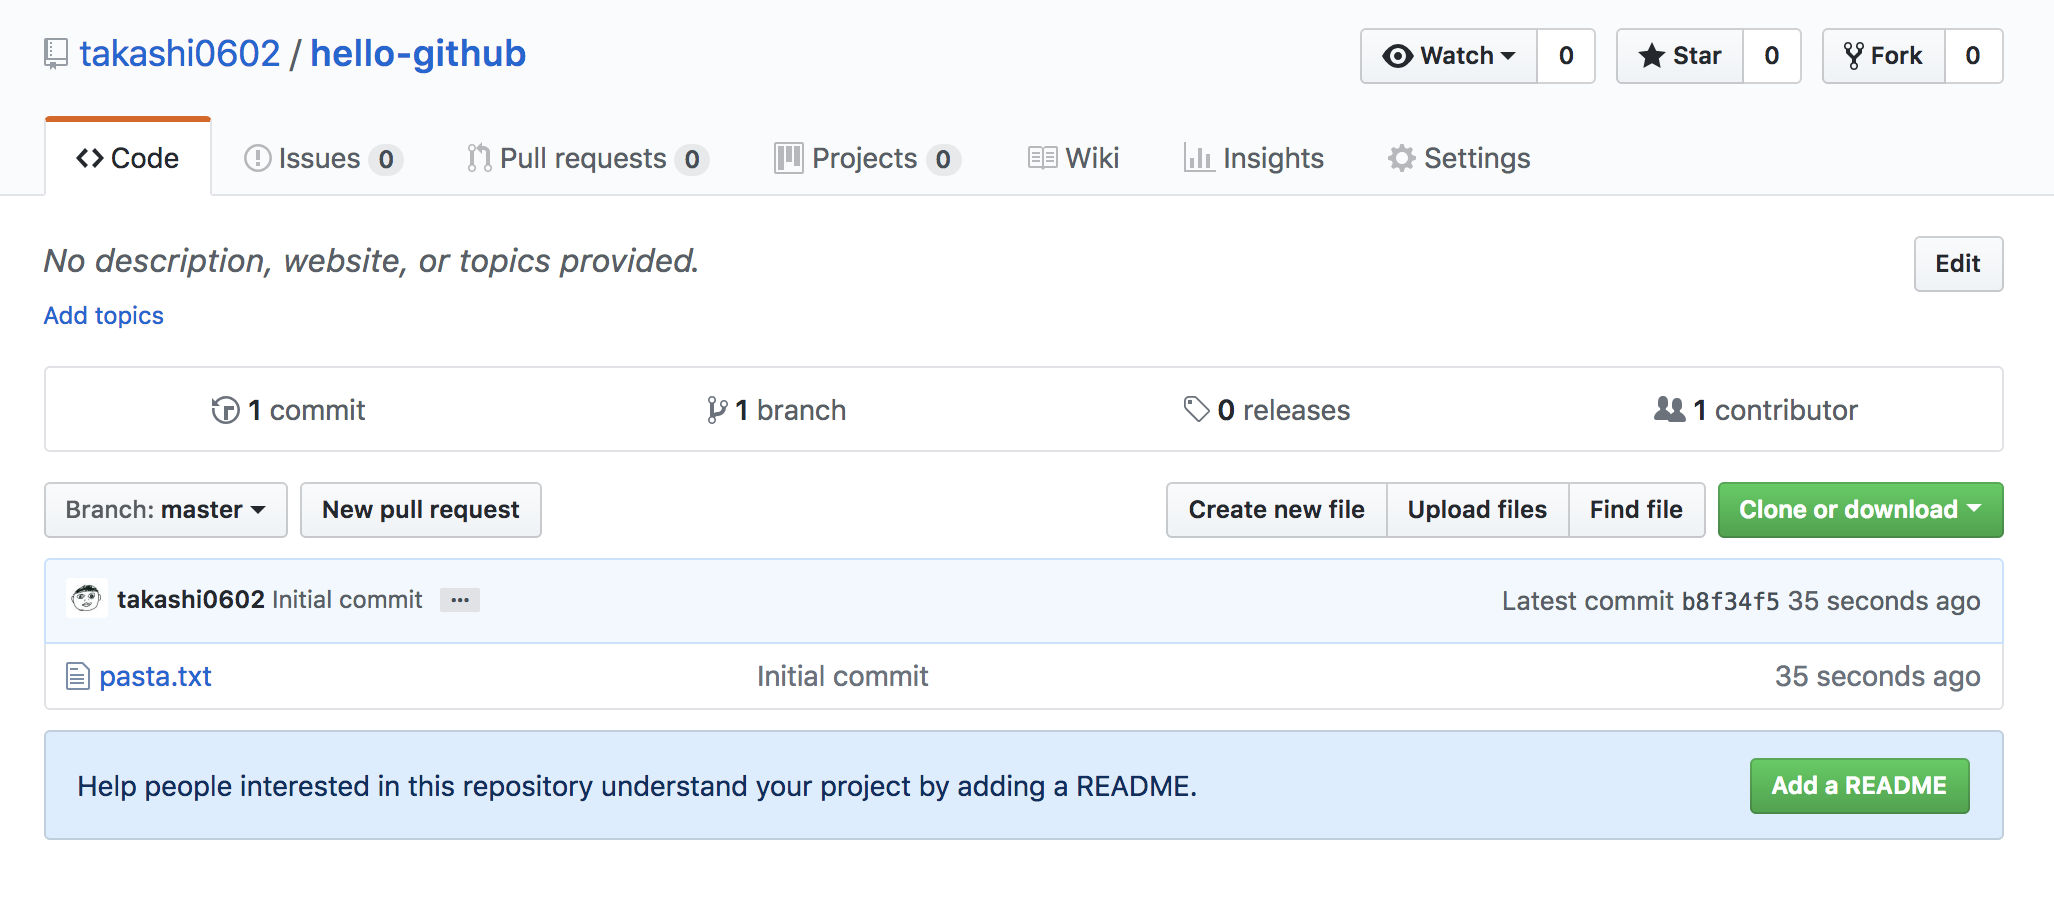 takashi0602 / hello-github
Watch 0 Star 0 Fork 0
Code Issues 0 Pull requests 0 Projects 0 Wiki Insights Settings
No description, website, or topics provided. Edit
Add topics
1 commit 1 branch 0 releases 1 contributor
Branch: master New pull request Create new file Upload files Find file Clone or download
takashi0602 Initial commit ... Latest commit b8f34f5 35 seconds ago
pasta.txt Initial commit 35 seconds ago
Help people interested in this repository understand your project by adding a README. Add a README